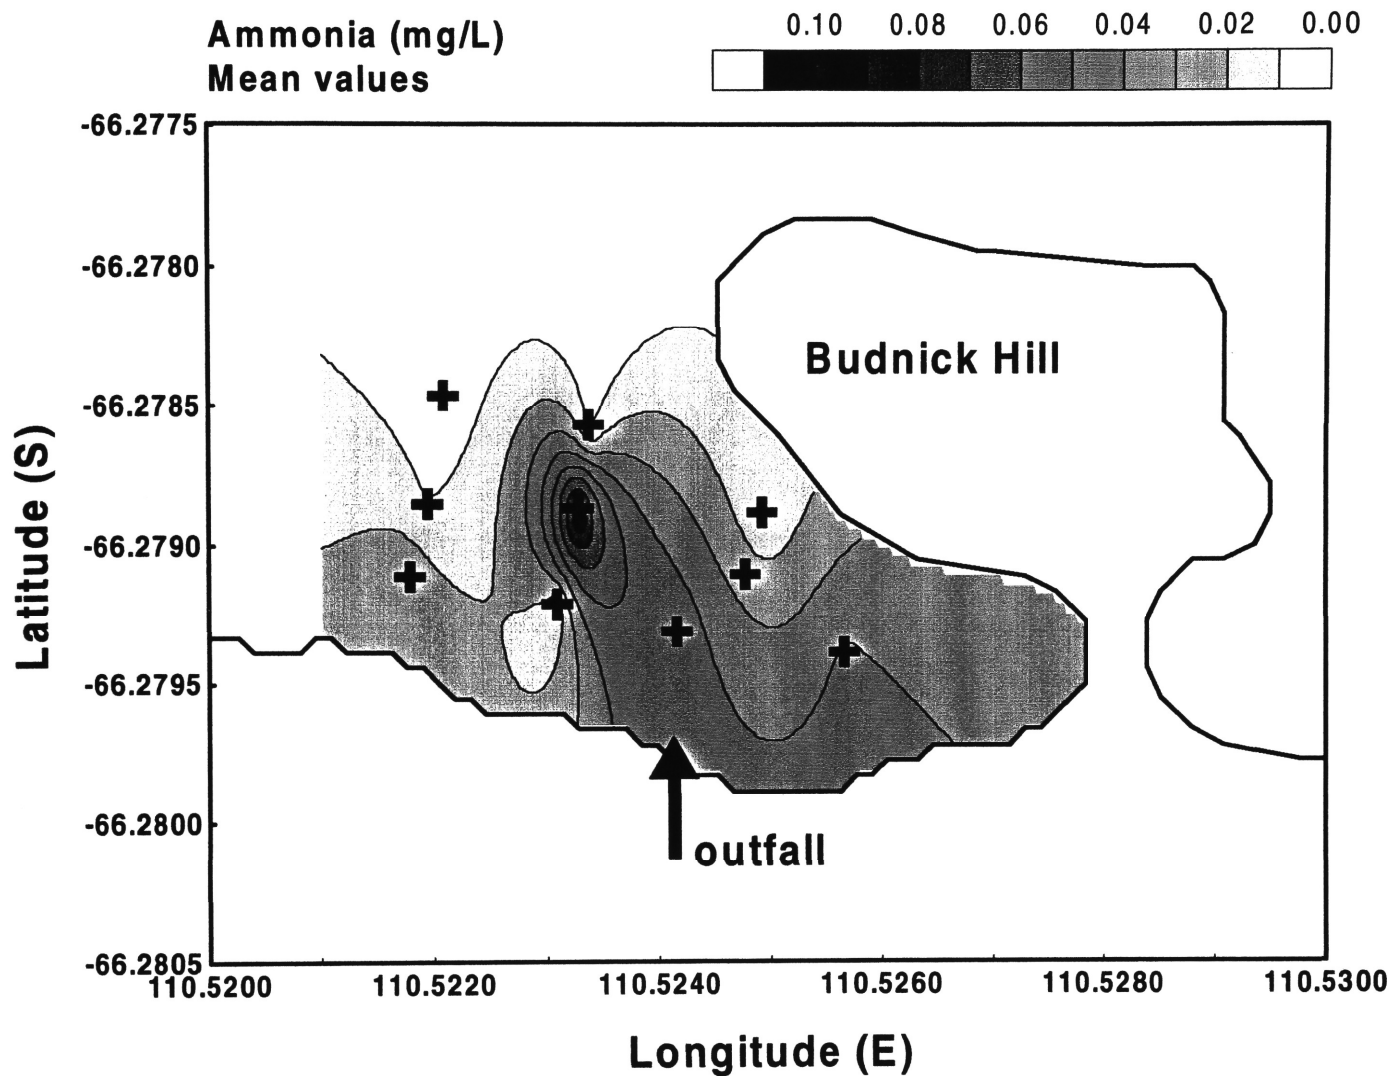 Ammonia (mg/L)
Mean values
0.10 0.08 0.06 0.04 0.02 0.00
-66.2775
-66.2780
-66.2785
-66.2790
-66.2795
-66.2800
-66.2805
Latitude (S)
Budnick Hill
outfall
110.5200 110.5220 110.5240 110.5260 110.5280 110.5300
Longitude (E)